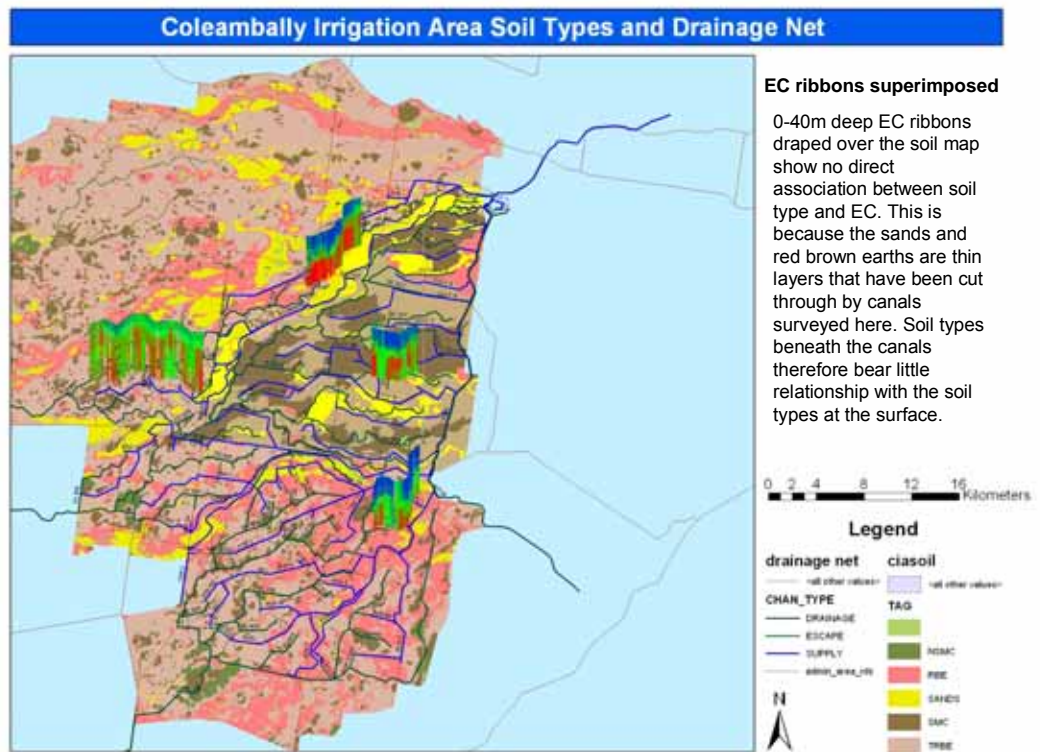 Coleambally Irrigation Area Soil Types and Drainage Net
EC ribbons superimposed
0-40m deep EC ribbons
draped over the soil map
show no direct
association between soil
type and EC. This is
because the sands and
red brown earths are thin
layers that have been cut
through by canals
surveyed here. Soil types
beneath the canals
therefore bear little
relationship with the soil
types at the surface.
0 2 4 8 12 16
Kilometers
Legend
drainage net
<all other values>
CHAN_TYPE
DRAINAGE
ESCAPE
SUPPLY
ciasoil
<all other values>
TAG
NSMC
RBE
SANDS
SMC
TRBE
N